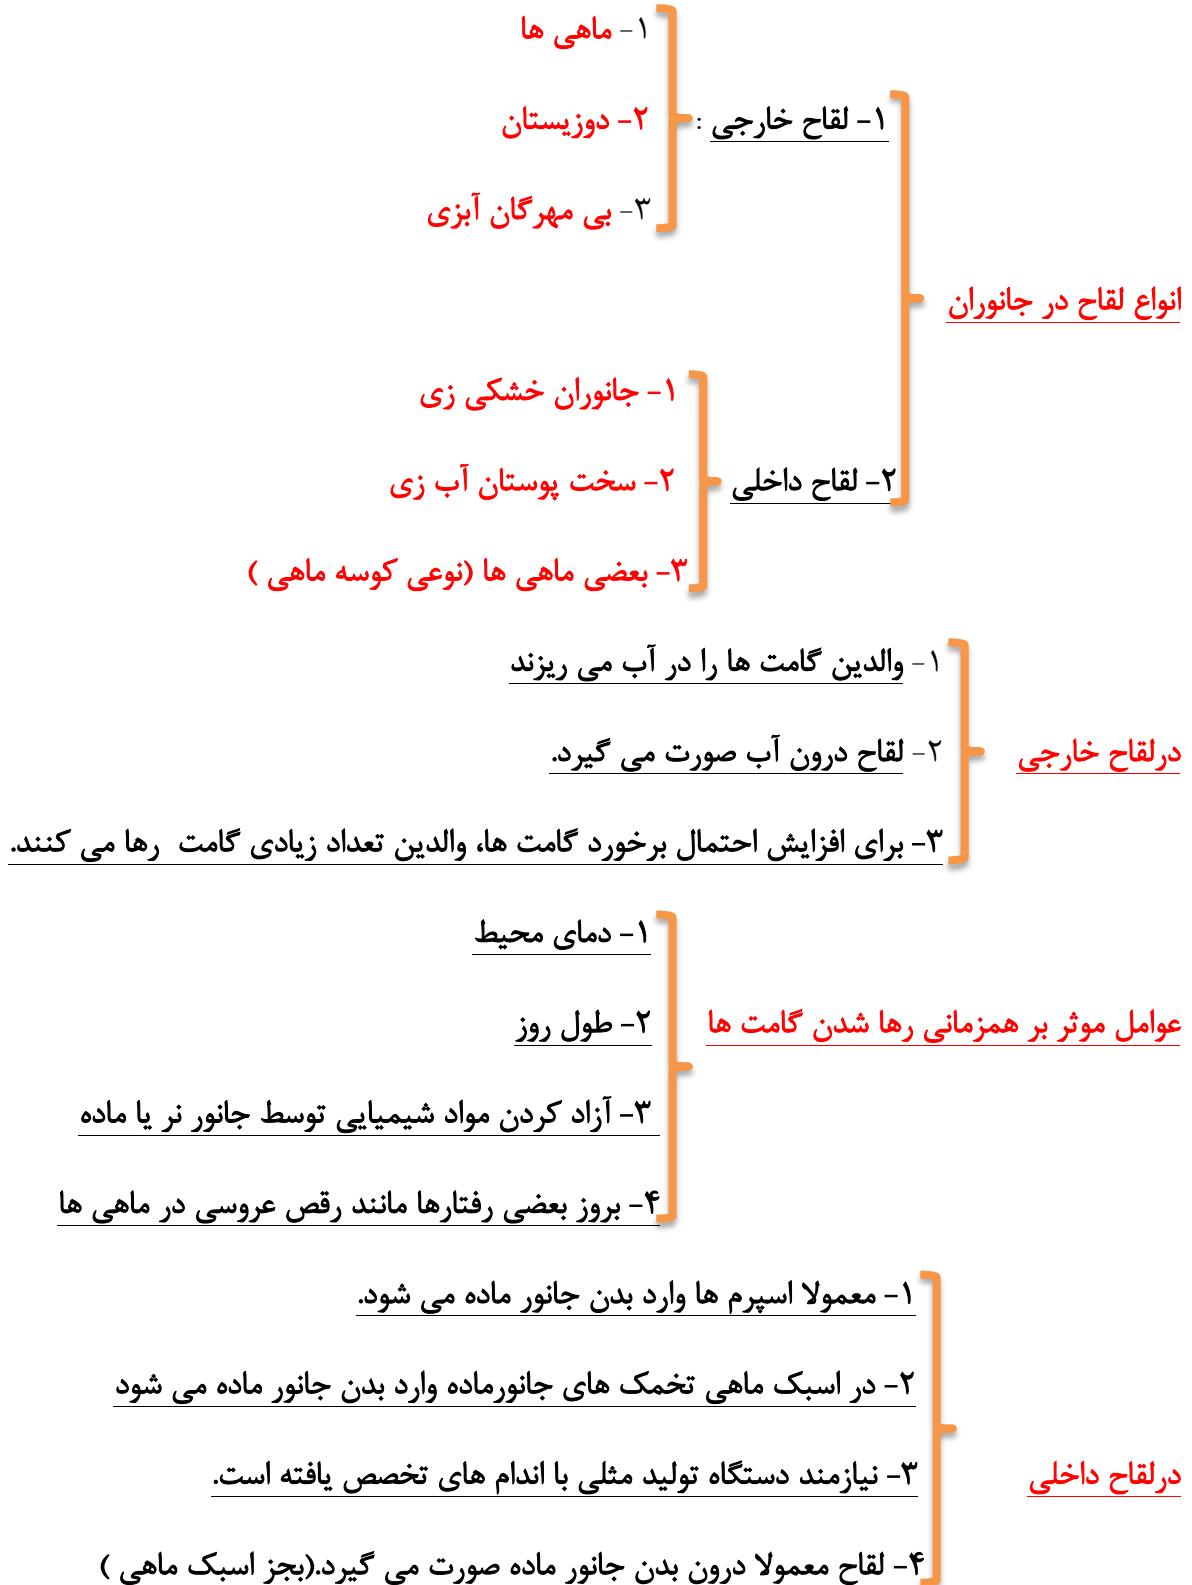 ۱- ماهی ها
۱- لقاح خارجی :
۲- دوزیستان
۳- بی مهرگان آبزی
انواع لقاح در جانوران
۱- جانوران خشکی زی
۲- لقاح داخلی
۲- سخت پوستان آب زی
۳- بعضی ماهی ها (نوعی کوسه ماهی )
۱- والدین گامت ها را در آب می ریزند
درلقاح خارجی
۲- لقاح درون آب صورت می گیرد.
۳- برای افزایش احتمال برخورد گامت ها، والدین تعداد زیادی گامت رها می کنند.
۱- دمای محیط
عوامل موثر بر همزمانی رها شدن گامت ها
۲- طول روز
۳- آزاد کردن مواد شیمیایی توسط جانور نر یا ماده
۴- بروز بعضی رفتارها مانند رقص عروسی در ماهی ها
۱- معمولا اسپرم ها وارد بدن جانور ماده می شود.
۲- در اسبک ماهی تخمک های جانورماده وارد بدن جانور ماده می شود
درلقاح داخلی
۳- نیازمند دستگاه تولید مثلی با اندام های تخصص یافته است.
۴- لقاح معمولا درون بدن جانور ماده صورت می گیرد.(بجز اسبک ماهی )